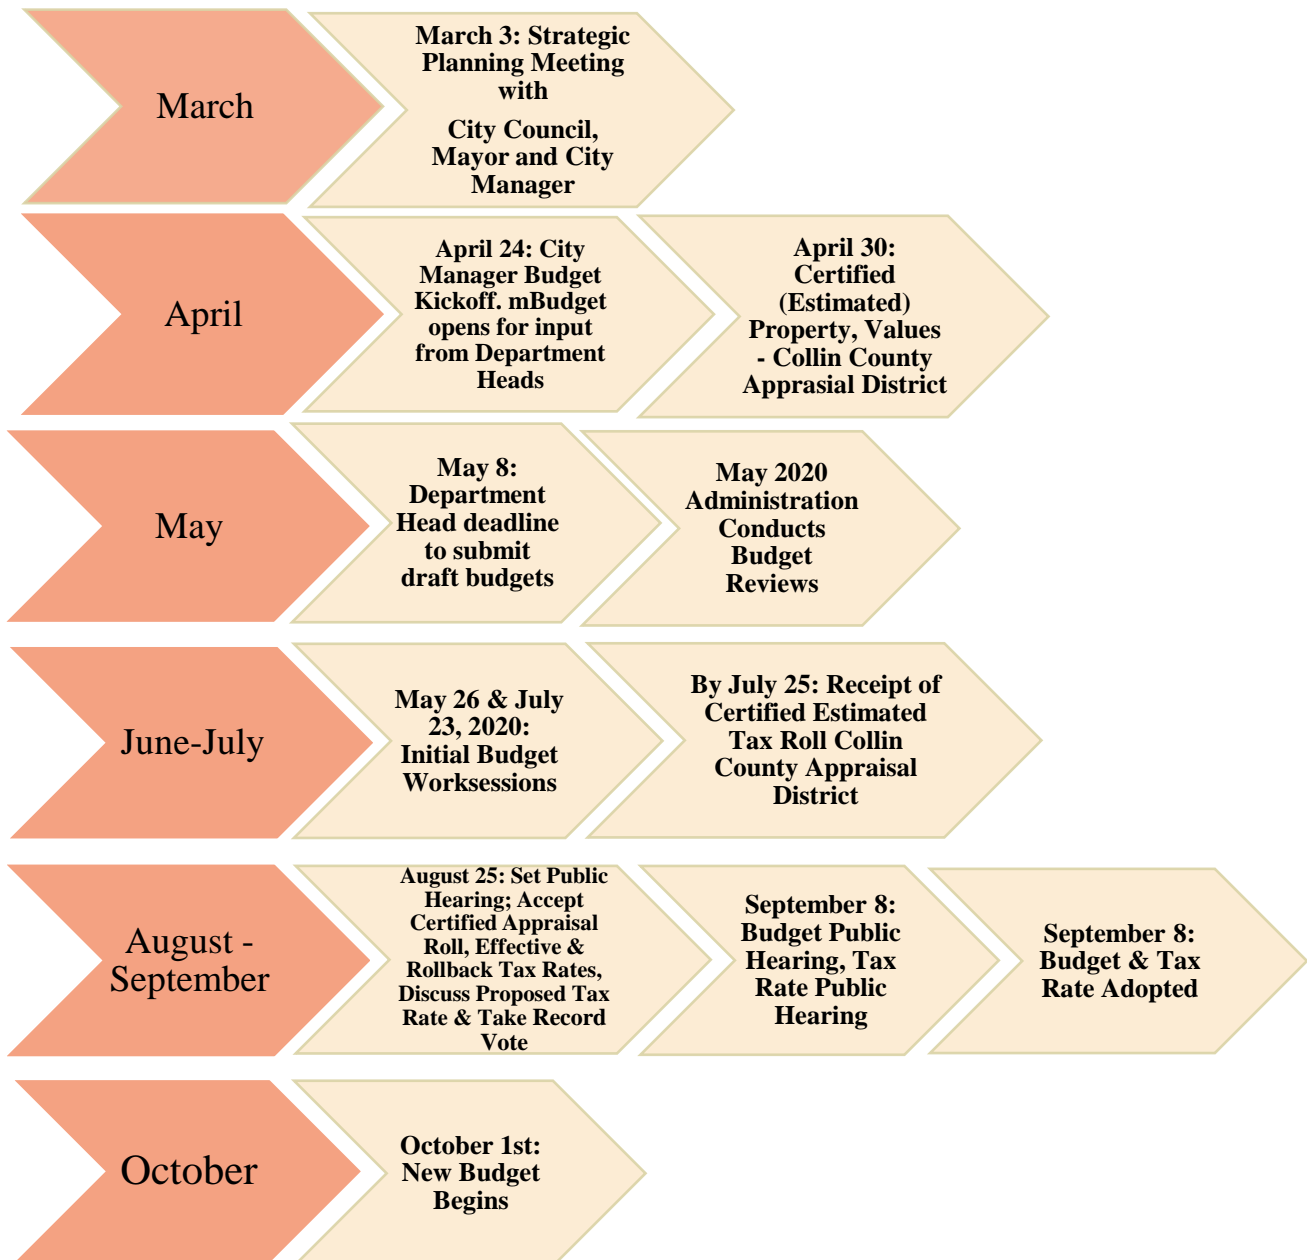 March
March 3: Strategic
Planning Meeting
with
City Council,
Mayor and City
Manager
April
April 24: City
Manager Budget
Kickoff. mBudget
opens for input
from Department
Heads
April 30:
Certified
(Estimated)
Property, Values
- Collin County
Apprasial District
May
May 8:
Department
Head deadline
to submit
draft budgets
May 2020
Administration
Conducts
Budget
Reviews
June-July
May 26 & July
23, 2020:
Initial Budget
Worksessions
By July 25: Receipt of
Certified Estimated
Tax Roll Collin
County Appraisal
District
August -
September
August 25: Set Public
Hearing; Accept
Certified Appraisal
Roll, Effective &
Rollback Tax Rates,
Discuss Proposed Tax
Rate & Take Record
Vote
September 8:
Budget Public
Hearing, Tax
Rate Public
Hearing
September 8:
Budget & Tax
Rate Adopted
October
October 1st:
New Budget
Begins